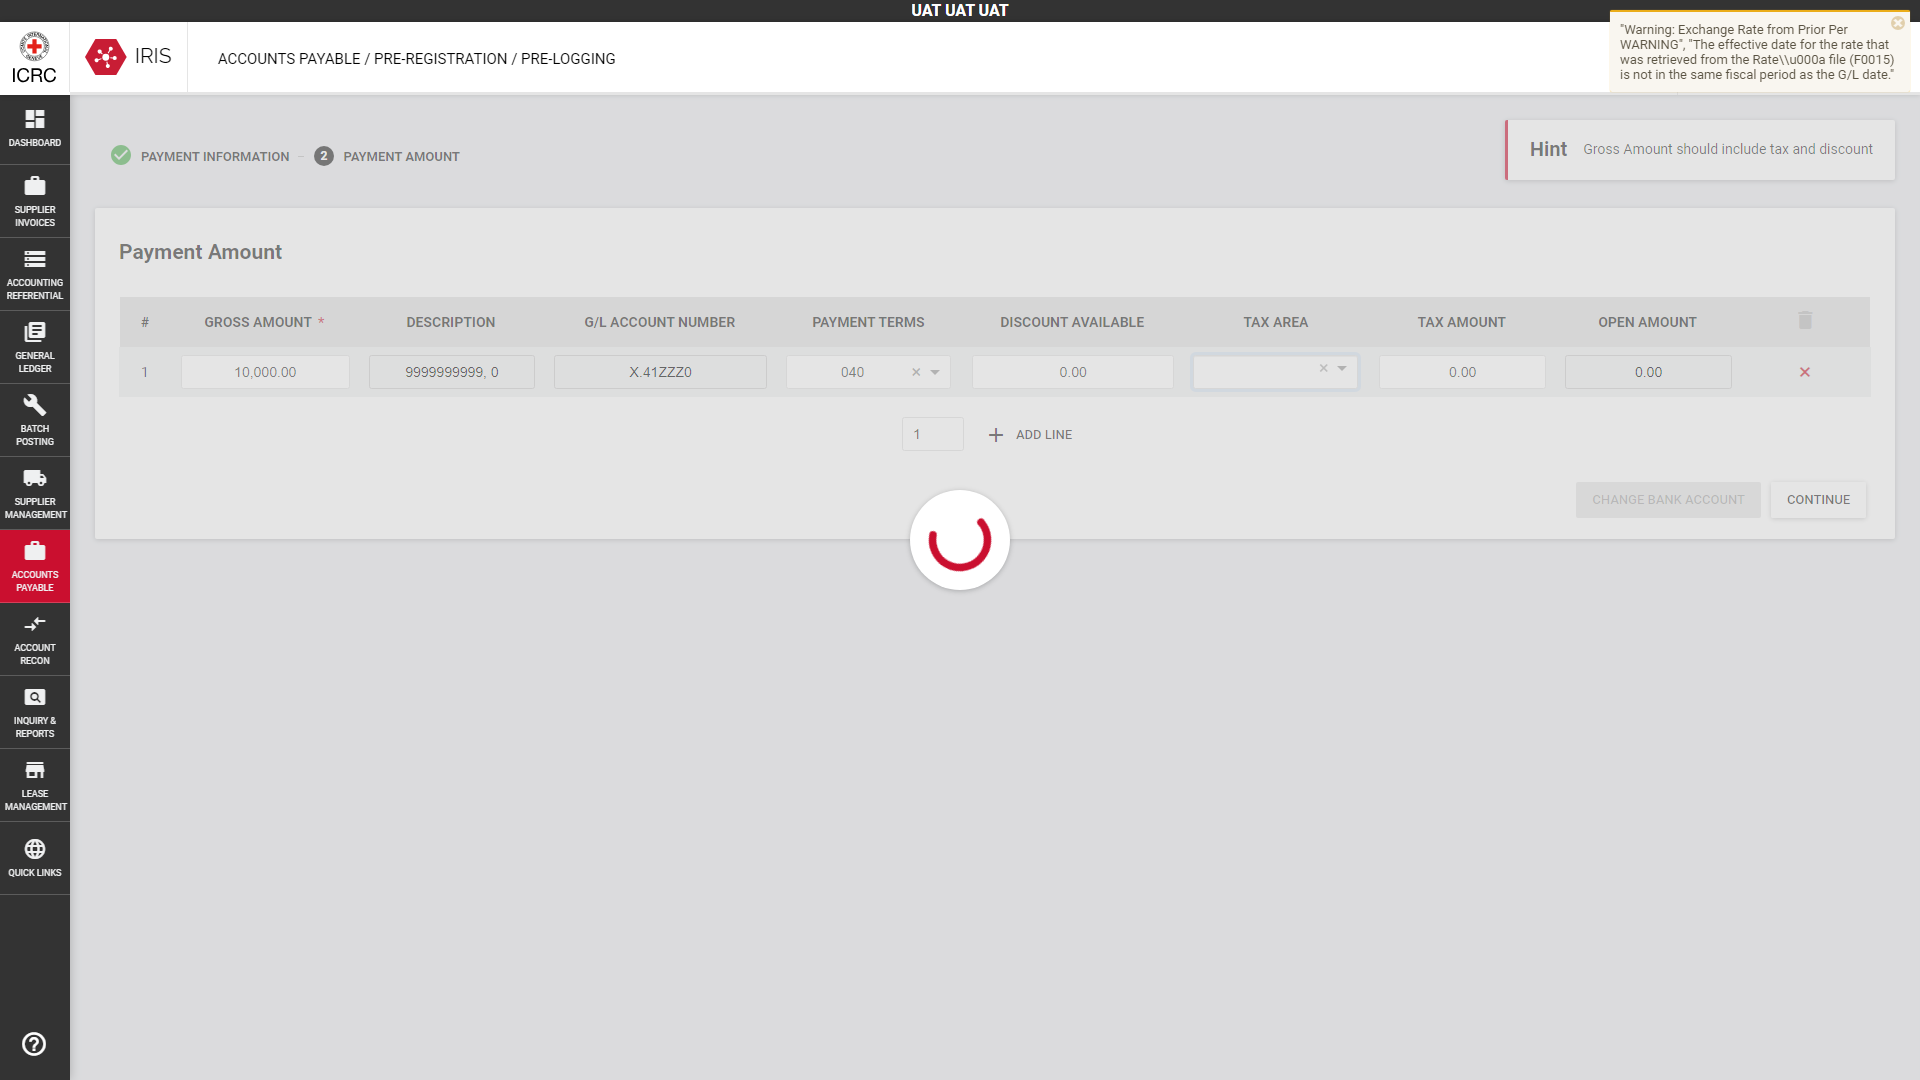 UAT UAT UAT
ICRC
IRIS
ACCOUNTS PAYABLE / PRE-REGISTRATION / PRE-LOGGING
"Warning: Exchange Rate from Prior Per
WARNING", "The effective date for the rate that
was retrieved from the Rate\\u000a file (F0015)
is not in the same fiscal period as the G/L date."
DASHBOARD
SUPPLIER
INVOICES
ACCOUNTING
REFERENTIAL
GENERAL
LEDGER
BATCH
POSTING
SUPPLIER
MANAGEMENT
ACCOUNTS
PAYABLE
ACCOUNT
RECON
INQUIRY &
REPORTS
LEASE
MANAGEMENT
QUICK LINKS
PAYMENT INFORMATION
2 PAYMENT AMOUNT
Hint Gross Amount should include tax and discount
Payment Amount
# GROSS AMOUNT * DESCRIPTION G/L ACCOUNT NUMBER PAYMENT TERMS DISCOUNT AVAILABLE TAX AREA TAX AMOUNT OPEN AMOUNT
1 10,000.00 9999999999, 0 X.41ZZZ0 040 0.00 0.00 0.00
1 ADD LINE
CHANGE BANK ACCOUNT CONTINUE